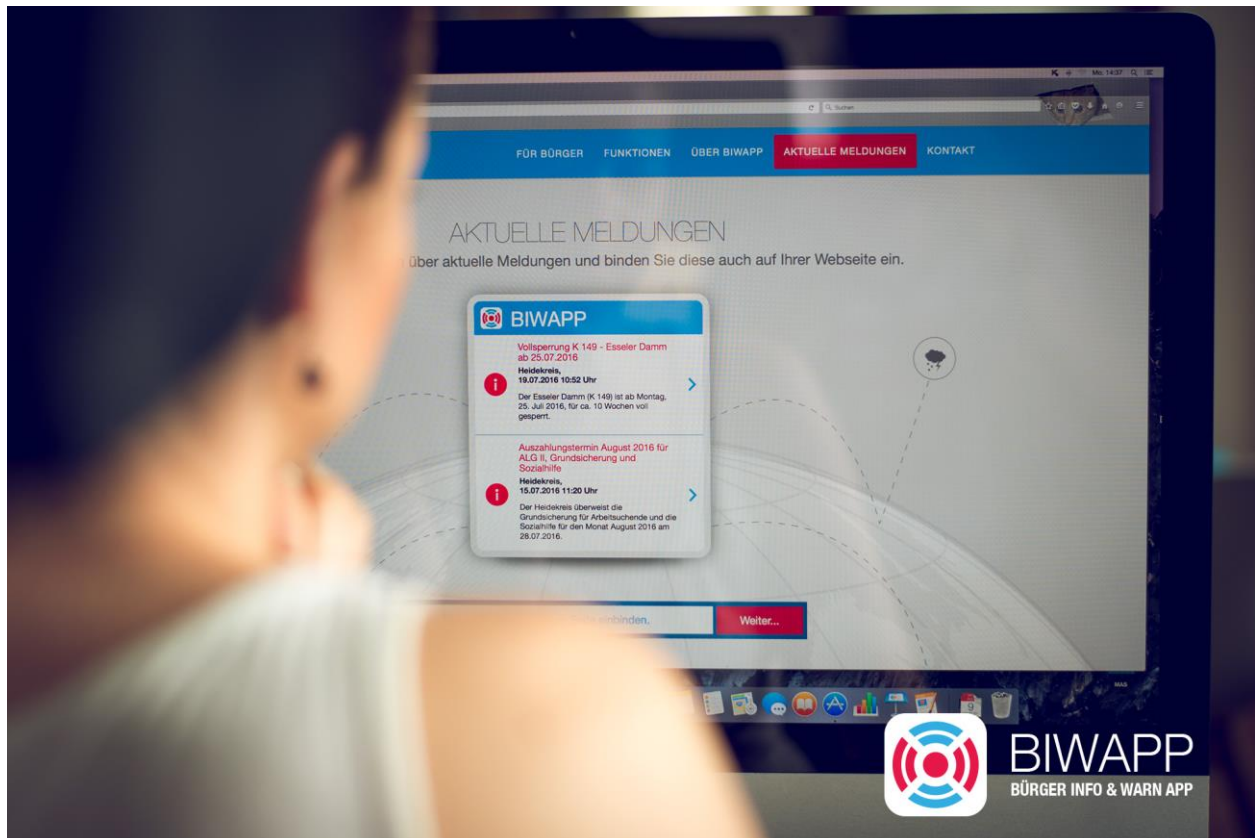 Mo. 14:37
Suchen
FÜR BÜRGER FUNKTIONEN ÜBER BIWAPP AKTUELLE MELDUNGEN KONTAKT
AKTUELLE MELDUNGEN
über aktuelle Meldungen und binden Sie diese auch auf Ihrer Webseite ein.
BIWAPP
Vollsperrung K 149 - Esseler Damm
ab 25.07.2016
Heidekreis,
19.07.2016 10:52 Uhr
Der Esseler Damm (K 149) ist ab Montag,
25. Juli 2016, für ca. 10 Wochen voll
gesperrt.
Auszahlungstermin August 2016 für
ALG II, Grundsicherung und
Sozialhilfe
Heidekreis,
15.07.2016 11:20 Uhr
Der Heidekreis überweist die
Grundsicherung für Arbeitsuchende und die
Sozialhilfe für den Monat August 2016 am
28.07.2016.
einbinden.
Weiter...
BIWAPP
BÜRGER INFO & WARN APP